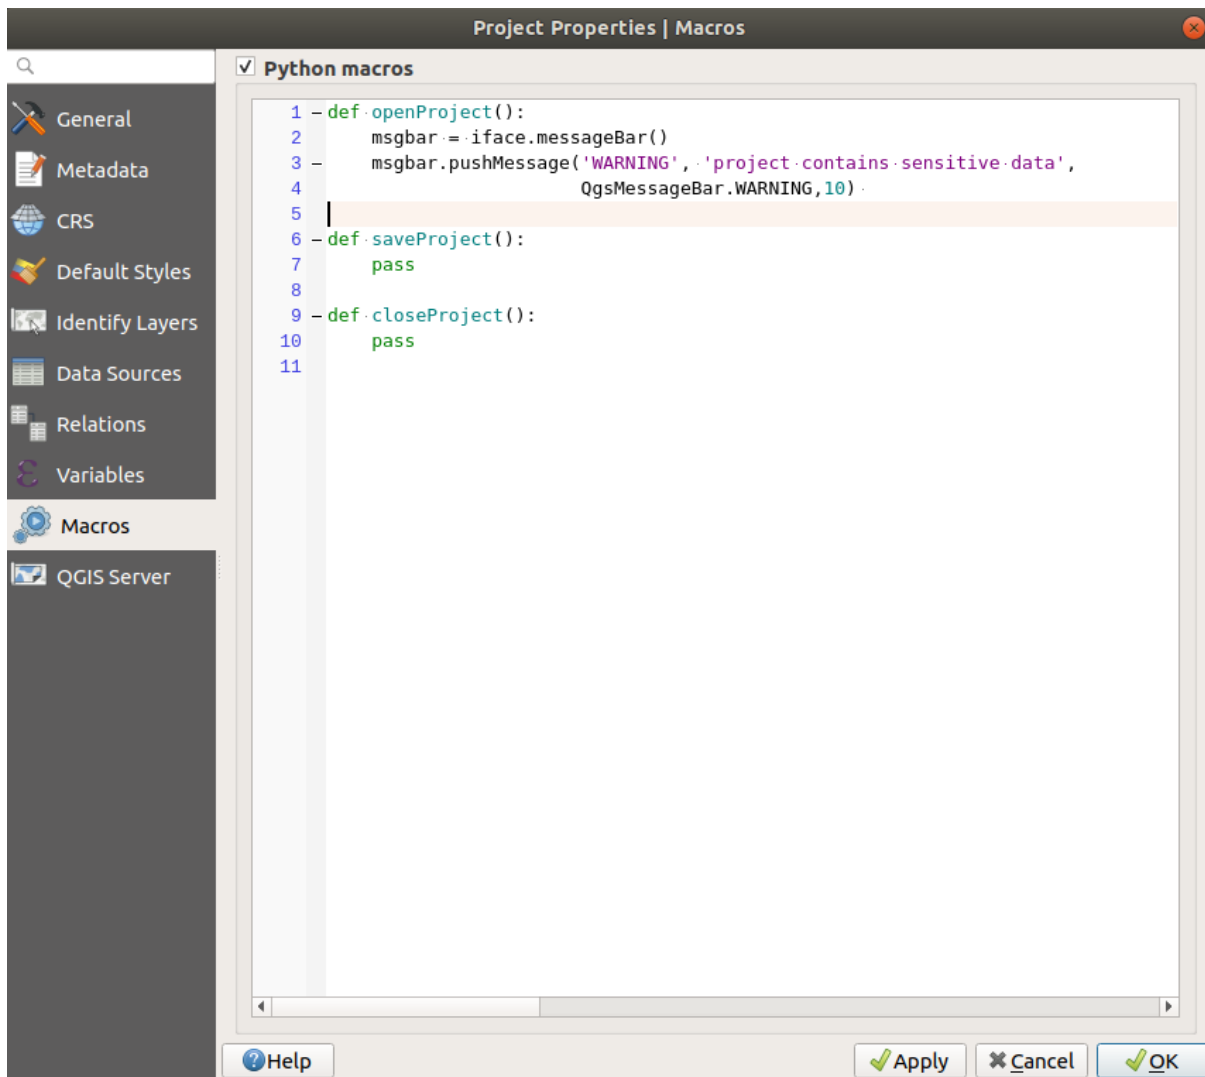 Project Properties | Macros
Python macros
General
Metadata
CRS
Default Styles
Identify Layers
Data Sources
Relations
Variables
Macros
QGIS Server
1 def openProject():
2     msgbar = iface.messageBar()
3     msgbar.pushMessage('WARNING', 'project contains sensitive data',
4                        QgsMessageBar.WARNING,10)
5
6 def saveProject():
7     pass
8
9 def closeProject():
10     pass
11
Help
Apply
Cancel
OK